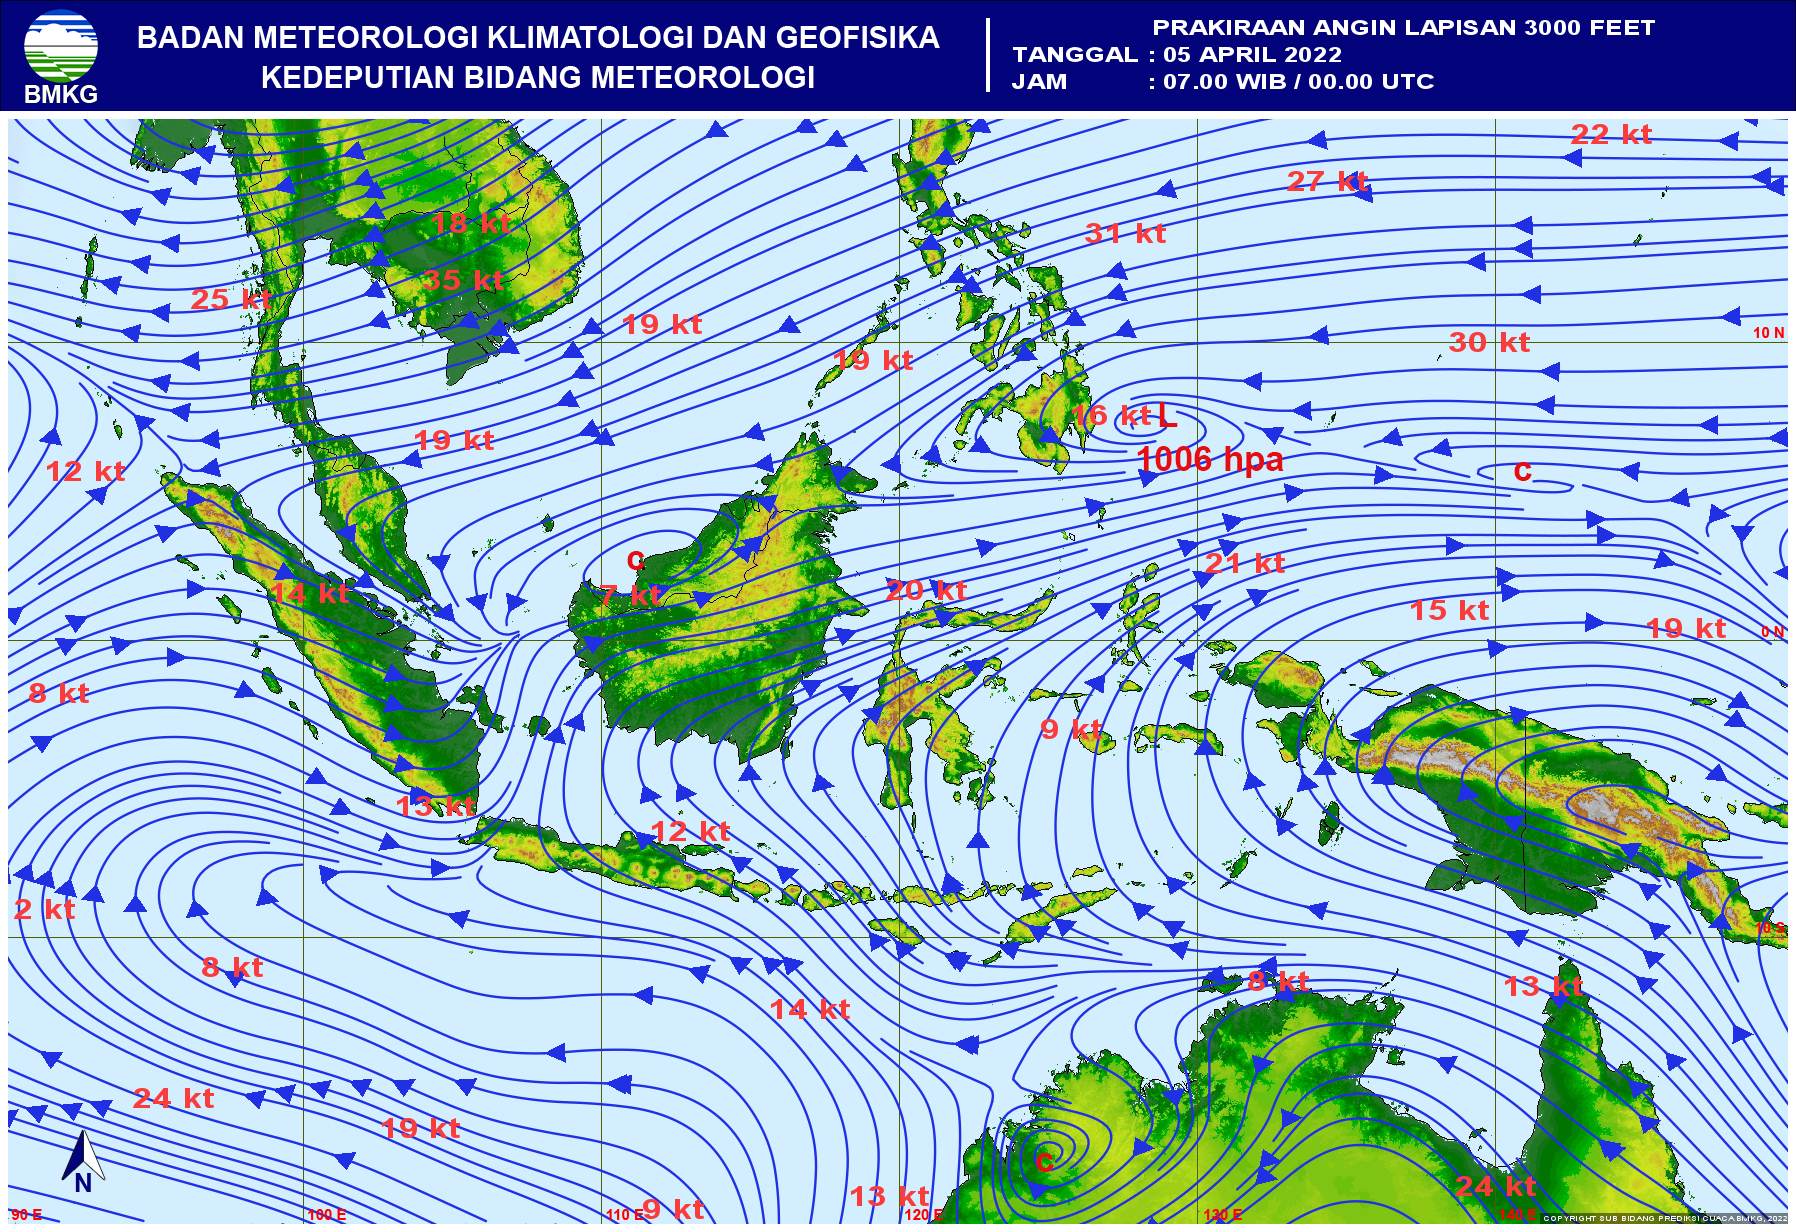 BADAN METEOROLOGI KLIMATOLOGI DAN GEOFISIKA
KEDEPUTIAN BIDANG METEOROLOGI
BMKG
PRAKIRAAN ANGIN LAPISAN 3000 FEET
TANGGAL : 05 APRIL 2022
JAM : 07.00 WIB / 00.00 UTC
22 kt
27 kt
18 kt
31 kt
35 kt
25 kt
19 kt
10 N
30 kt
19 kt
16 kt L
19 kt
1006 hpa
12 kt
c
c
21 kt
14 kt
7 kt
20 kt
15 kt
19 kt
0 N
8 kt
9 kt
13 kt
12 kt
2 kt
10 S
8 kt
8 kt
13 kt
14 kt
24 kt
19 kt
c
N
24 kt
13 kt
9 kt
90 E
100 E
110 E
120 E
130 E
140 E
COPYRIGHT SUB BIDANG PREDIKSI CUACA BMKG, 2022